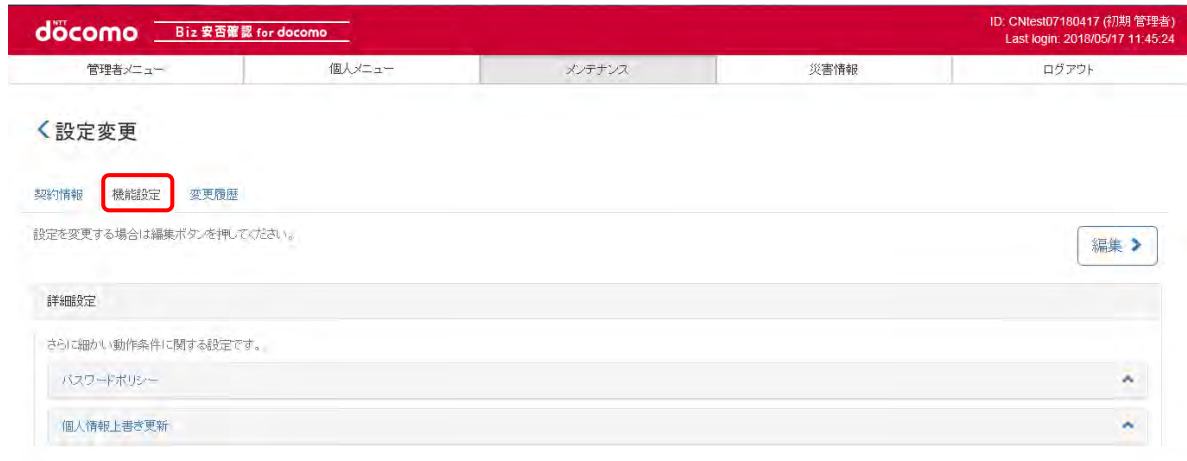 NTT
döcomo Biz 安否確認 for docomo
ID: CNtest07180417 (初期 管理者)
Last login: 2018/05/17 11:45:24
管理者メニュー 個人メニュー メンテナンス 災害情報 ログアウト
設定変更
契約情報 機能設定 変更履歴
設定を変更する場合は編集ボタンを押してください。
編集
詳細設定
さらに細かい動作条件に関する設定です。
パスワードポリシー
個人情報上書き更新